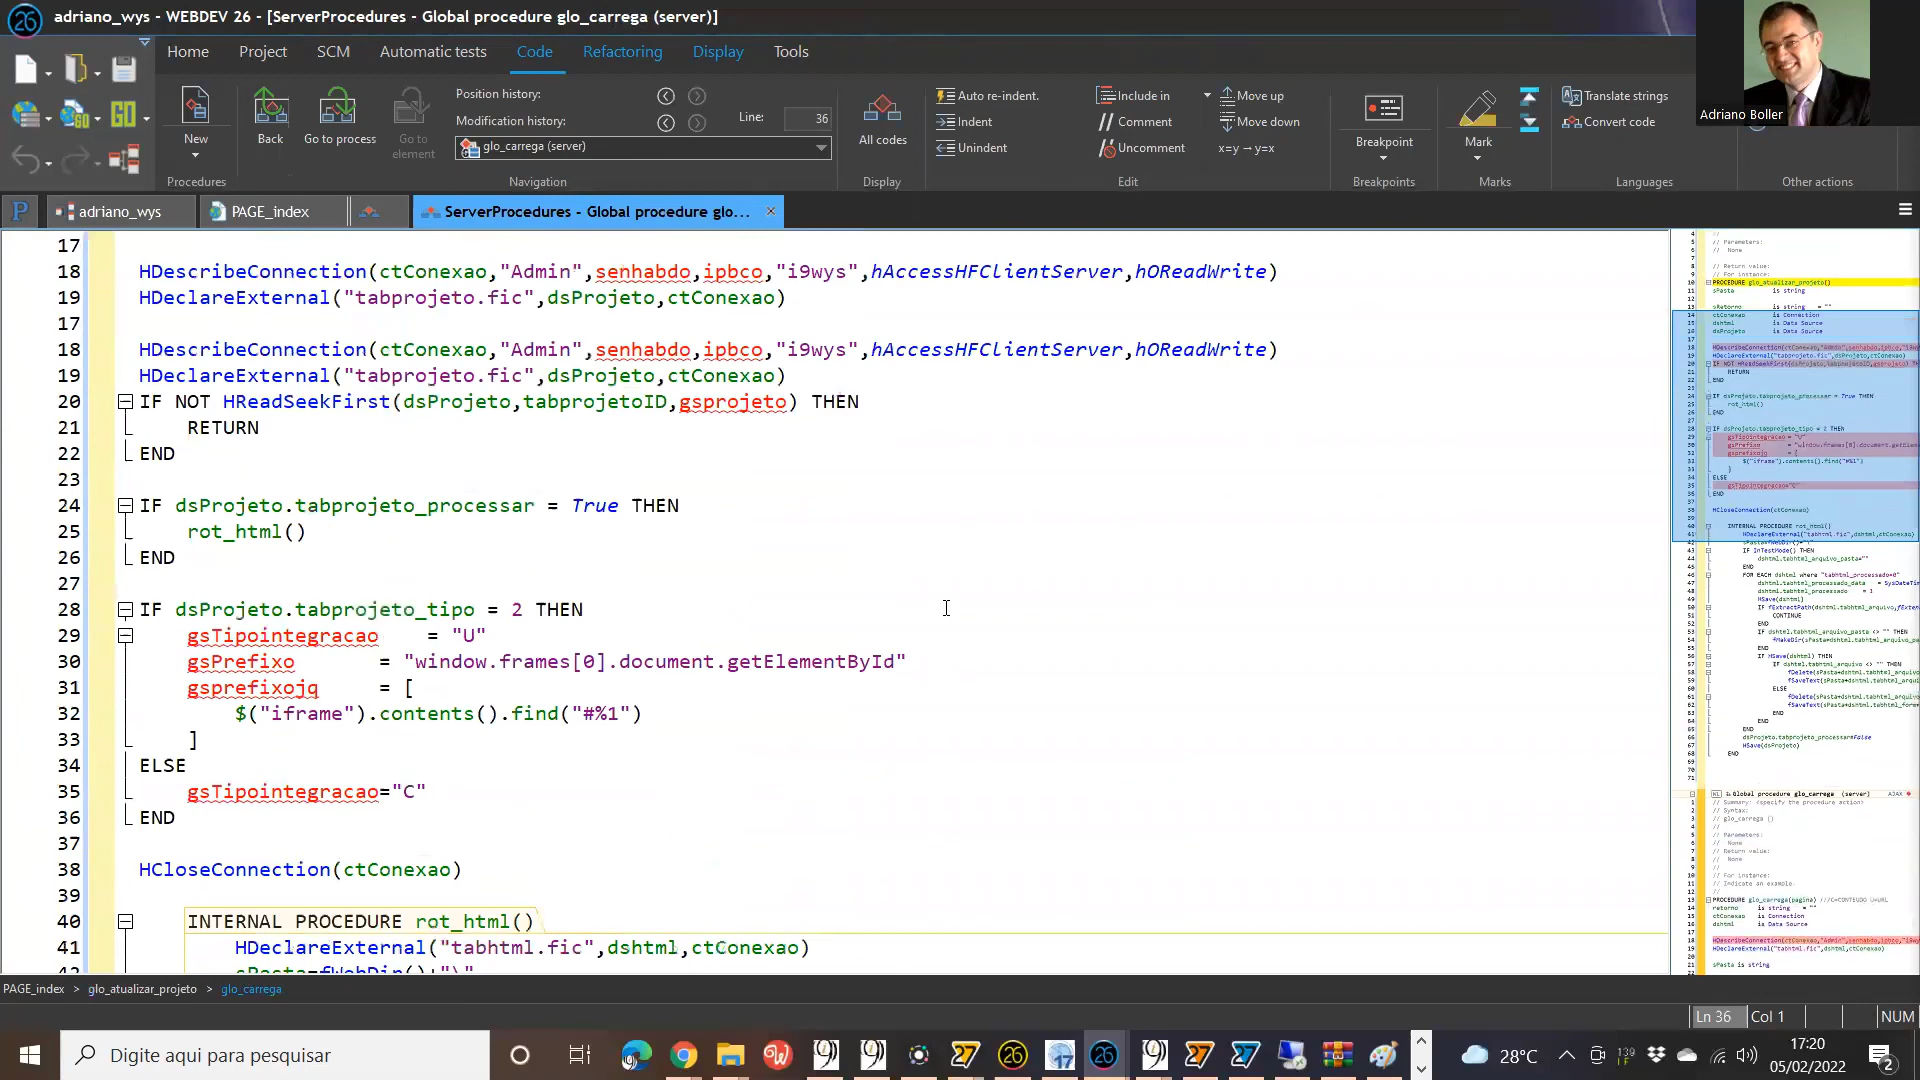 adriano_wys - WEBDEV 26 - [ServerProcedures - Global procedure glo_carrega (server)]
Home Project SCM Automatic tests Code Refactoring Display Tools
New
Procedures
Back
Go to process
Go to element
Position history:
Modification history:
Line: 36
glo_carrega (server)
Navigation
All codes
Display
Auto re-indent.
Indent
Unindent
Include in
Comment
Uncomment
Move up
Move down
x=y → y=x
Edit
Breakpoint
Breakpoints
Mark
Marks
Translate strings
Convert code
Languages
Other actions
Adriano Boller
adriano_wys PAGE_index ServerProcedures - Global procedure glo...
17
18 HDescribeConnection(ctConexao,"Admin",senhabdo,ipbco,"i9wys",hAccessHFClientServer,hOReadWrite)
19 HDeclareExternal("tabprojeto.fic",dsProjeto,ctConexao)
17
18 HDescribeConnection(ctConexao,"Admin",senhabdo,ipbco,"i9wys",hAccessHFClientServer,hOReadWrite)
19 HDeclareExternal("tabprojeto.fic",dsProjeto,ctConexao)
20 IF NOT HReadSeekFirst(dsProjeto,tabprojetoID,gsprojeto) THEN
21 RETURN
22 END
23
24 IF dsProjeto.tabprojeto_processar = True THEN
25 rot_html()
26 END
27
28 IF dsProjeto.tabprojeto_tipo = 2 THEN
29 gsTipointegracao = "U"
30 gsPrefixo = "window.frames[0].document.getElementById"
31 gsprefixojq = [
32 $("iframe").contents().find("#%1")
33 ]
34 ELSE
35 gsTipointegracao="C"
36 END
37
38 HCloseConnection(ctConexao)
39
40 INTERNAL PROCEDURE rot_html()
41 HDeclareExternal("tabhtml.fic",dshtml,ctConexao)
PAGE_index > glo_atualizar_projeto > glo_carrega
Ln 36 Col 1 NUM
Digite aqui para pesquisar
28°C
17:20
05/02/2022